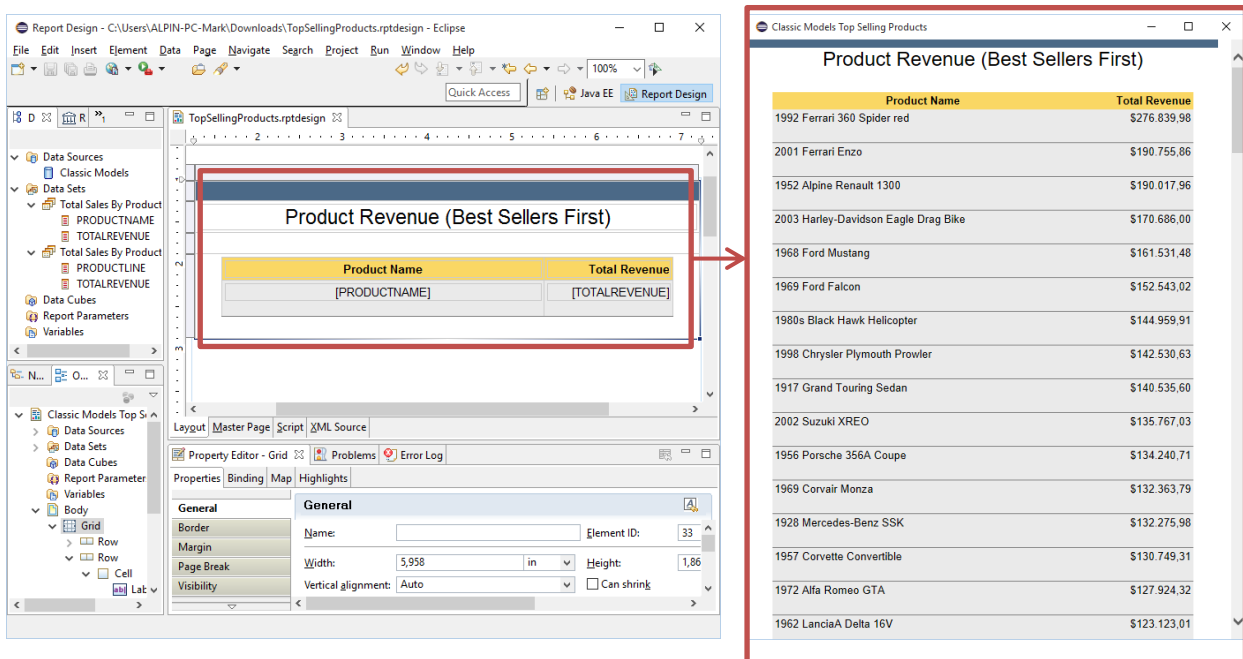 Report Design - C:\Users\ALPIN-PC-Mark\Downloads\TopSellingProducts.rptdesign - Eclipse
File Edit Insert Element Data Page Navigate Search Project Run Window Help
100%
Quick Access
Java EE
Report Design
D
R
1
Data Sources
Classic Models
Data Sets
Total Sales By Product
PRODUCTNAME
TOTALREVENUE
Total Sales By Product
PRODUCTLINE
TOTALREVENUE
Data Cubes
Report Parameters
Variables
N...
O...
Classic Models Top S
Data Sources
Data Sets
Data Cubes
Report Parameter
Variables
Body
Grid
Row
Row
Cell
Lab
TopSellingProducts.rptdesign
2 3 4 5 6 7
2
3
Product Revenue (Best Sellers First)
Product Name Total Revenue
[PRODUCTNAME] [TOTALREVENUE]
Layout Master Page Script XML Source
Property Editor - Grid Problems Error Log
Properties Binding Map Highlights
General
Border
Margin
Page Break
Visibility
General
Name: Element ID: 33
Width: 5,958 in Height: 1,86
Vertical alignment: Auto Can shrink
Classic Models Top Selling Products
Product Revenue (Best Sellers First)
Product Name Total Revenue
1992 Ferrari 360 Spider red $276.839,98
2001 Ferrari Enzo $190.755,86
1952 Alpine Renault 1300 $190.017,96
2003 Harley-Davidson Eagle Drag Bike $170.686,00
1968 Ford Mustang $161.531,48
1969 Ford Falcon $152.543,02
1980s Black Hawk Helicopter $144.959,91
1998 Chrysler Plymouth Prowler $142.530,63
1917 Grand Touring Sedan $140.535,60
2002 Suzuki XREO $135.767,03
1956 Porsche 356A Coupe $134.240,71
1969 Corvair Monza $132.363,79
1928 Mercedes-Benz SSK $132.275,98
1957 Corvette Convertible $130.749,31
1972 Alfa Romeo GTA $127.924,32
1962 LanciaA Delta 16V $123.123,01